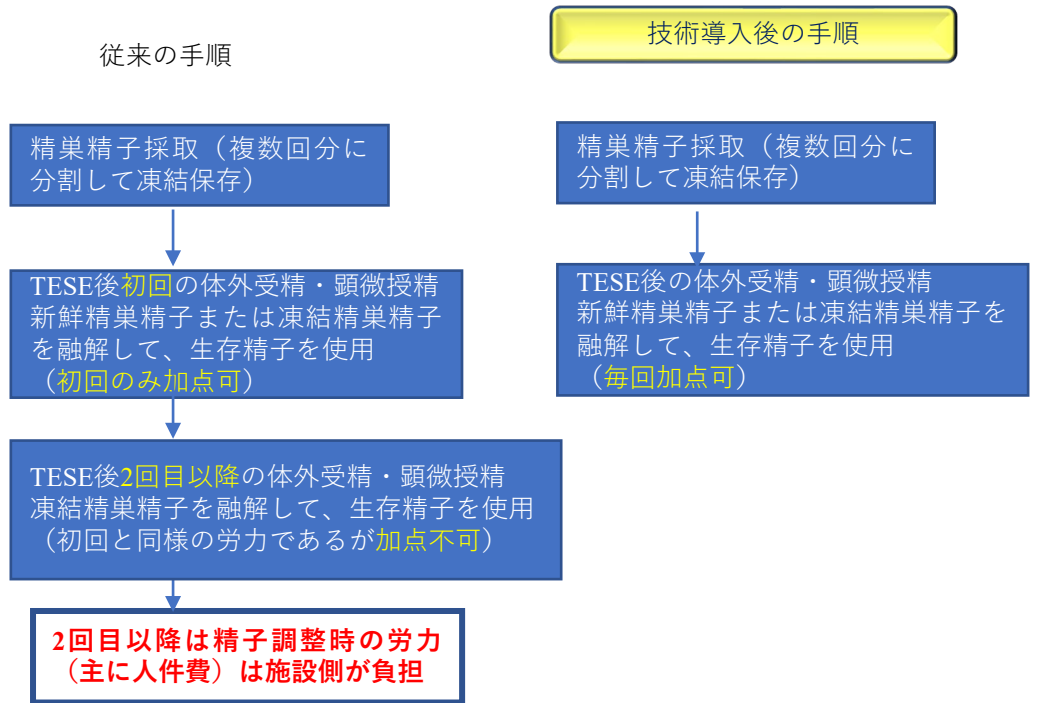 従来の手順
精巣精子採取（複数回分に
分割して凍結保存）
TESE後初回の体外受精・顕微授精
新鮮精巣精子または凍結精巣精子
を融解して、生存精子を使用
（初回のみ加点可）
TESE後2回目以降の体外受精・顕微授精
凍結精巣精子を融解して、生存精子を使用
（初回と同様の労力であるが加点不可）
2回目以降は精子調整時の労力
（主に人件費）は施設側が負担
技術導入後の手順
精巣精子採取（複数回分に
分割して凍結保存）
TESE後の体外受精・顕微授精
新鮮精巣精子または凍結精巣精子を
融解して、生存精子を使用
（毎回加点可）